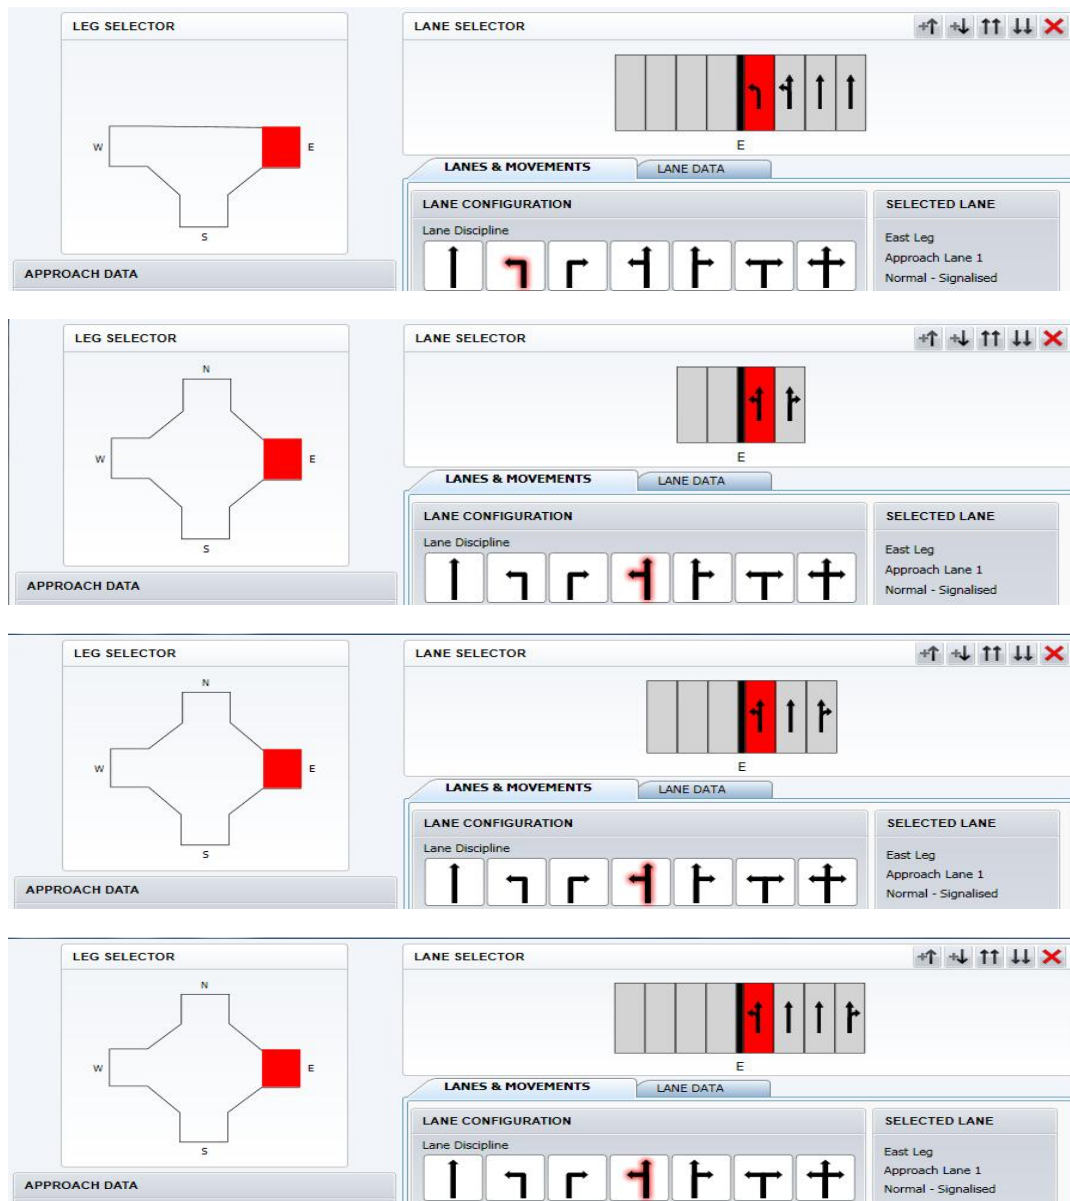 LEG SELECTOR
LANE SELECTOR
W
E
S
E
LANES & MOVEMENTS
LANE DATA
LANE CONFIGURATION
SELECTED LANE
Lane Discipline
East Leg
Approach Lane 1
Normal - Signalised
APPROACH DATA
LEG SELECTOR
LANE SELECTOR
N
W
E
S
E
LANES & MOVEMENTS
LANE DATA
LANE CONFIGURATION
SELECTED LANE
Lane Discipline
East Leg
Approach Lane 1
Normal - Signalised
APPROACH DATA
LEG SELECTOR
LANE SELECTOR
N
W
E
S
E
LANES & MOVEMENTS
LANE DATA
LANE CONFIGURATION
SELECTED LANE
Lane Discipline
East Leg
Approach Lane 1
Normal - Signalised
APPROACH DATA
LEG SELECTOR
LANE SELECTOR
N
W
E
S
E
LANES & MOVEMENTS
LANE DATA
LANE CONFIGURATION
SELECTED LANE
Lane Discipline
East Leg
Approach Lane 1
Normal - Signalised
APPROACH DATA